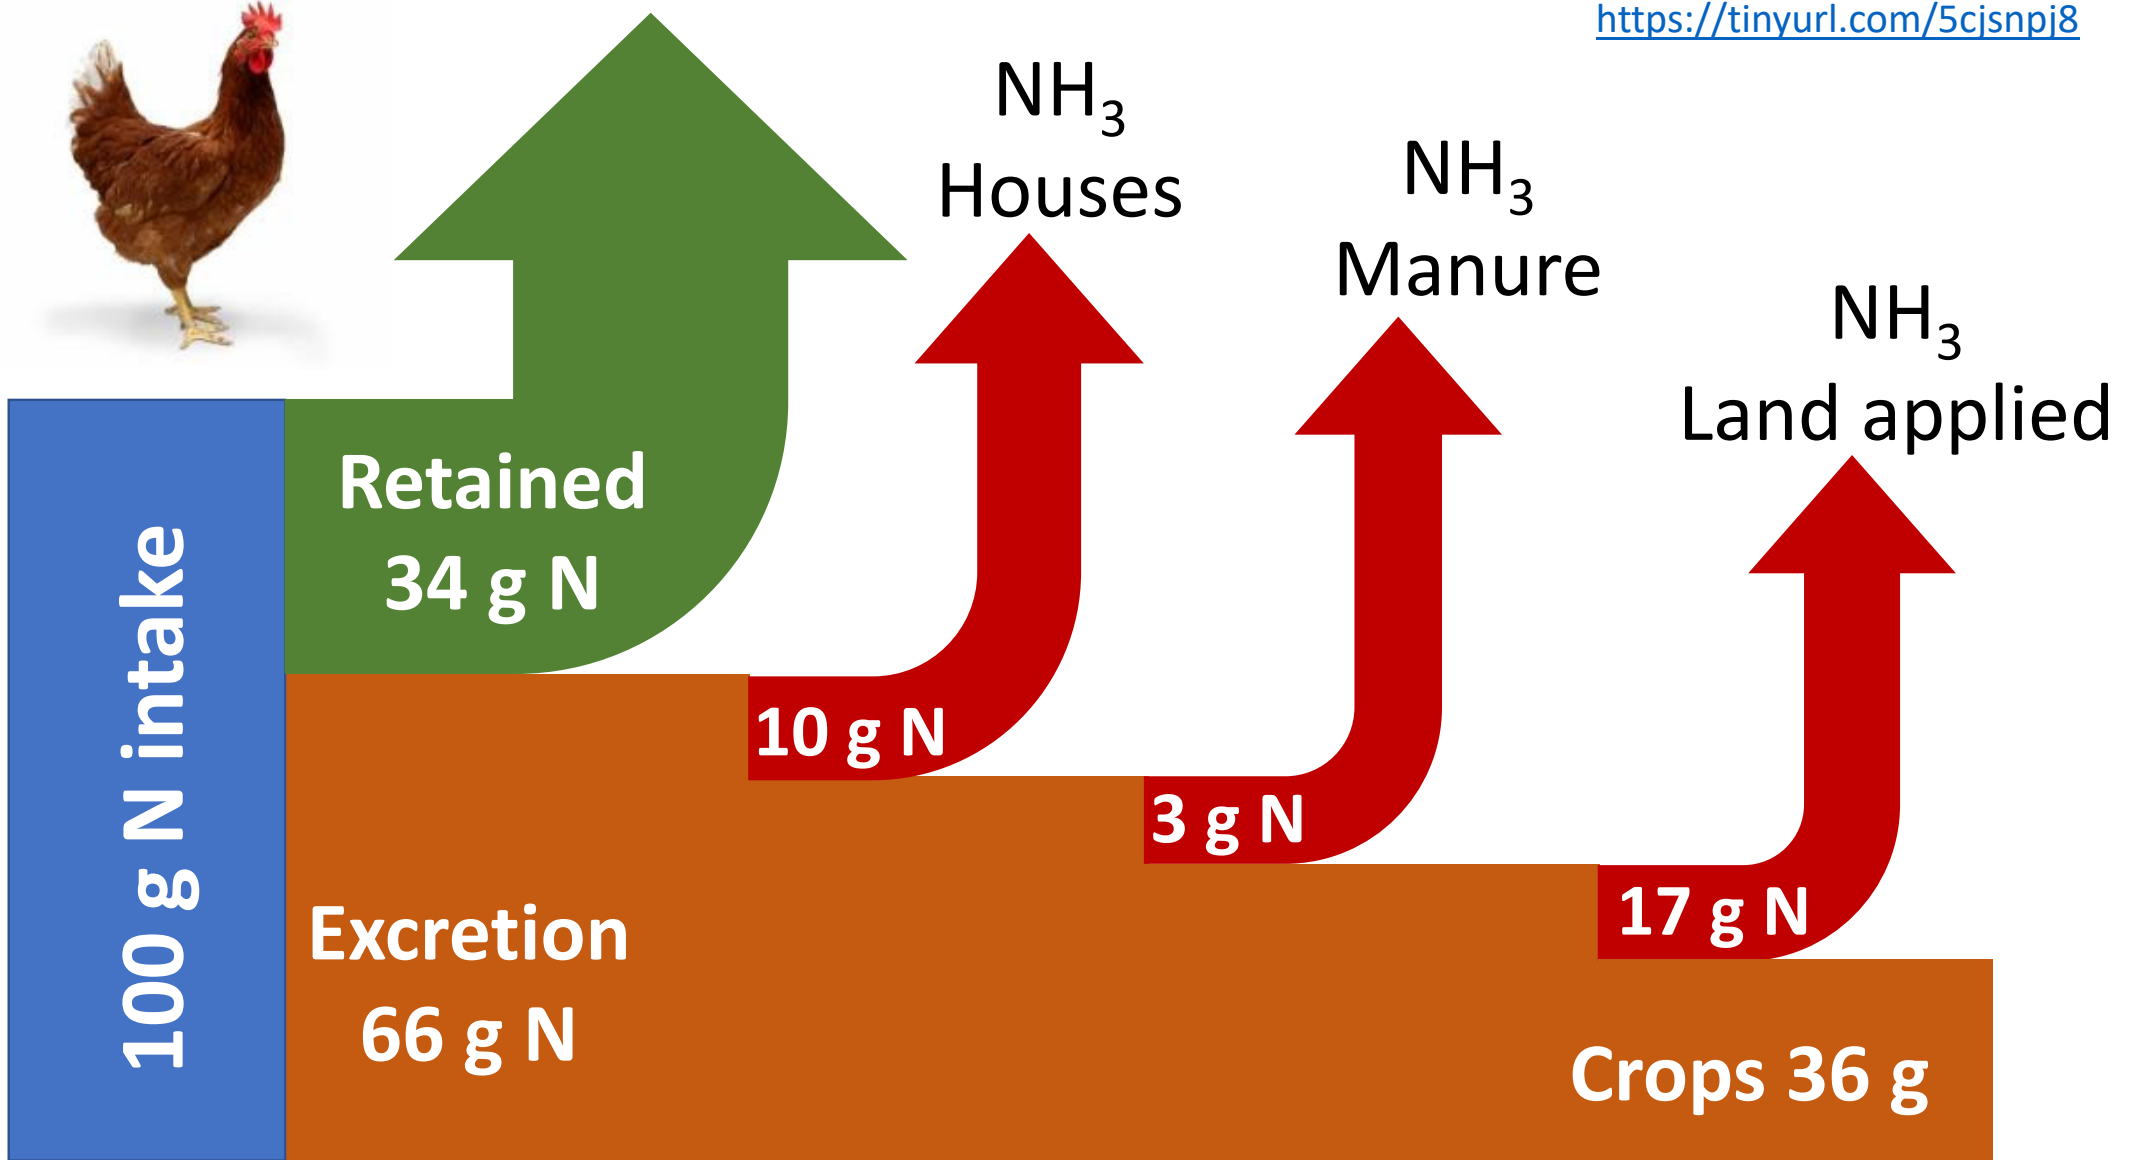 https://tinyurl.com/5cjsnpj8
NH₃
Houses
NH₃
Manure
NH₃
Land applied
100 g N intake
Retained
34 g N
10 g N
3 g N
17 g N
Excretion
66 g N
Crops 36 g